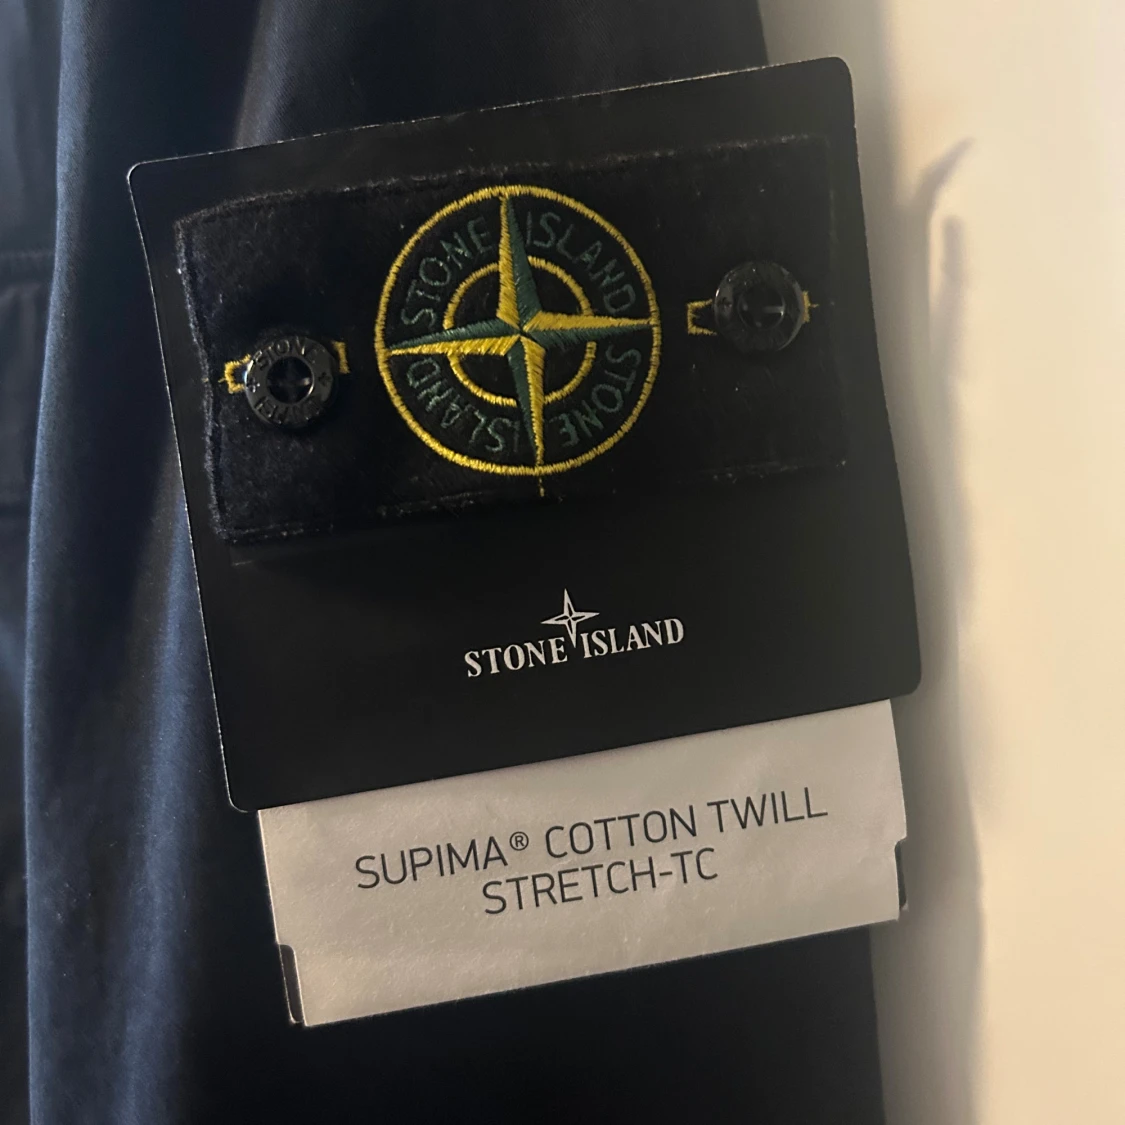 STONE ISLAND
STONE ISLAND
STONE ISLAND
SUPIMA® COTTON TWILL
STRETCH-TC